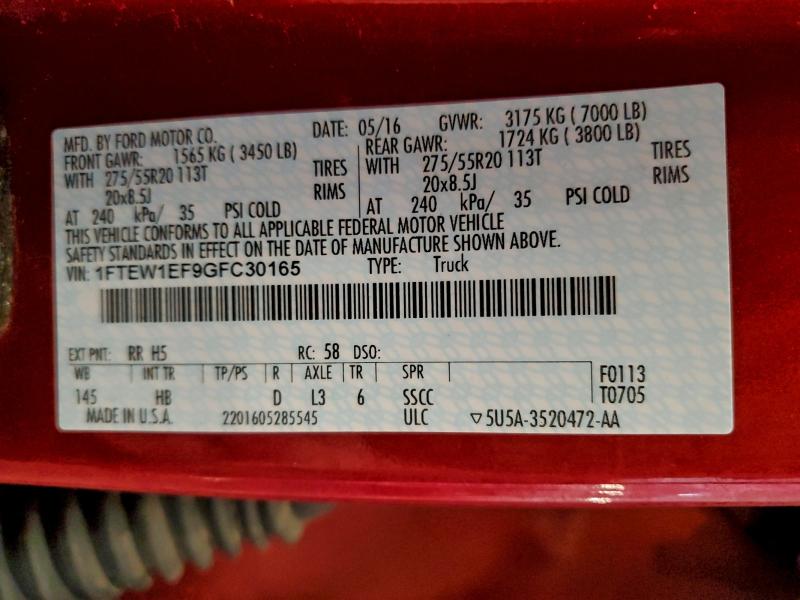 MFD. BY FORD MOTOR CO. DATE: 05/16 GVWR: 3175 KG ( 7000 LB)
FRONT GAWR: 1565 KG ( 3450 LB) REAR GAWR: 1724 KG ( 3800 LB)
WITH 275/55R20 113T TIRES WITH 275/55R20 113T TIRES
20x8.5J RIMS 20x8.5J RIMS
AT 240 kPa/ 35 PSI COLD AT 240 kPa/ 35 PSI COLD
THIS VEHICLE CONFORMS TO ALL APPLICABLE FEDERAL MOTOR VEHICLE
SAFETY STANDARDS IN EFFECT ON THE DATE OF MANUFACTURE SHOWN ABOVE.
VIN: 1FTEW1EF9GFC30165 TYPE: Truck
EXT PNT: RR H5 RC: 58 DSO:
WB INT TR TP/PS R AXLE TR SPR F0113
145 HB D L3 6 SSCC T0705
MADE IN U.S.A. 2201605285545 ULC ▽5U5A-3520472-AA